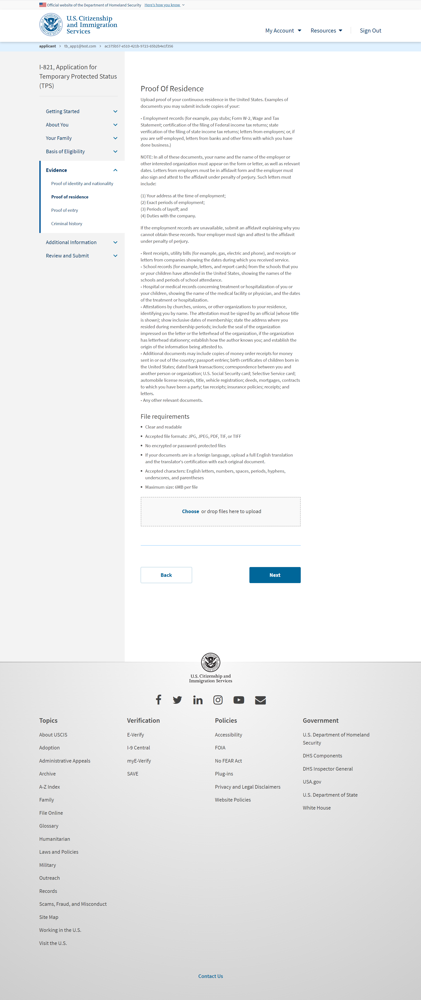 Official website of the Department of Homeland Security Here's how you know
U.S. Citizenship
and Immigration
Services
My Account
Resources
Sign Out
applicant
tb_app1@test.com
ac375b57-e510-421b-9723-65b2b4e1f356
I-821, Application for
Temporary Protected Status
(TPS)
Getting Started
About You
Your Family
Basis of Eligibility
Evidence
Proof of identity and nationality
Proof of residence
Proof of entry
Criminal history
Additional Information
Review and Submit
Proof Of Residence
Upload proof of your continuous residence in the United States. Examples of
documents you may submit include copies of your:
- Employment records (for example, pay stubs; Form W-2, Wage and Tax
Statement; certification of the filing of Federal income tax returns; state
verification of the filing of state income tax returns; letters from employers; or, if
you are self-employed, letters from banks and other firms with which you have
done business.)
NOTE: In all of these documents, your name and the name of the employer or
other interested organization must appear on the form or letter, as well as relevant
dates. Letters from employers must be in affidavit form and the employer must
also sign and attest to the affidavit under penalty of perjury. Such letters must
include:
(1) Your address at the time of employment;
(2) Exact periods of employment;
(3) Periods of layoff; and
(4) Duties with the company.
If the employment records are unavailable, submit an affidavit explaining why you
cannot obtain these records. Your employer must sign and attest to the affidavit
under penalty of perjury.
- Rent receipts, utility bills (for example, gas, electric and phone), and receipts or
letters from companies showing the dates during which you received service.
- School records (for example, letters, and report cards) from the schools that you
or your children have attended in the United States, showing the names of the
schools and periods of school attendance.
- Hospital or medical records concerning treatment or hospitalization of you or
your children, showing the name of the medical facility or physician, and the dates
of the treatment or hospitalization.
- Attestations by churches, unions, or other organizations to your residence,
identifying you by name. The attestation must be signed by an official (whose title
is shown); show inclusive dates of membership; state the address where you
resided during membership periods; include the seal of the organization
impressed on the letter or the letterhead of the organization, if the organization
has letterhead stationery; establish how the author knows you; and establish the
origin of the information being attested to.
- Additional documents may include copies of money order receipts for money
sent in or out of the country; passport entries; birth certificates of children born in
the United States; dated bank transactions; correspondence between you and
another person or organization; U.S. Social Security card; Selective Service card;
automobile license receipts, title, vehicle registration; deeds, mortgages, contracts
to which you have been a party; tax receipts; insurance policies; receipts; and
letters.
- Any other relevant documents.
File requirements
• Clear and readable
• Accepted file formats: JPG, JPEG, PDF, TIF, or TIFF
• No encrypted or password-protected files
• If your documents are in a foreign language, upload a full English translation
and the translator's certification with each original document.
• Accepted characters: English letters, numbers, spaces, periods, hyphens,
underscores, and parentheses
• Maximum size: 6MB per file
Choose or drop files here to upload
Back
Next
U.S. Citizenship and
Immigration Services
Topics
About USCIS
Adoption
Administrative Appeals
Archive
A-Z Index
Family
File Online
Glossary
Humanitarian
Laws and Policies
Military
Outreach
Records
Scams, Fraud, and Misconduct
Site Map
Working in the U.S.
Visit the U.S.
Verification
E-Verify
I-9 Central
myE-Verify
SAVE
Policies
Accessibility
FOIA
No FEAR Act
Plug-ins
Privacy and Legal Disclaimers
Website Policies
Government
U.S. Department of Homeland
Security
DHS Components
DHS Inspector General
USA.gov
U.S. Department of State
White House
Contact Us